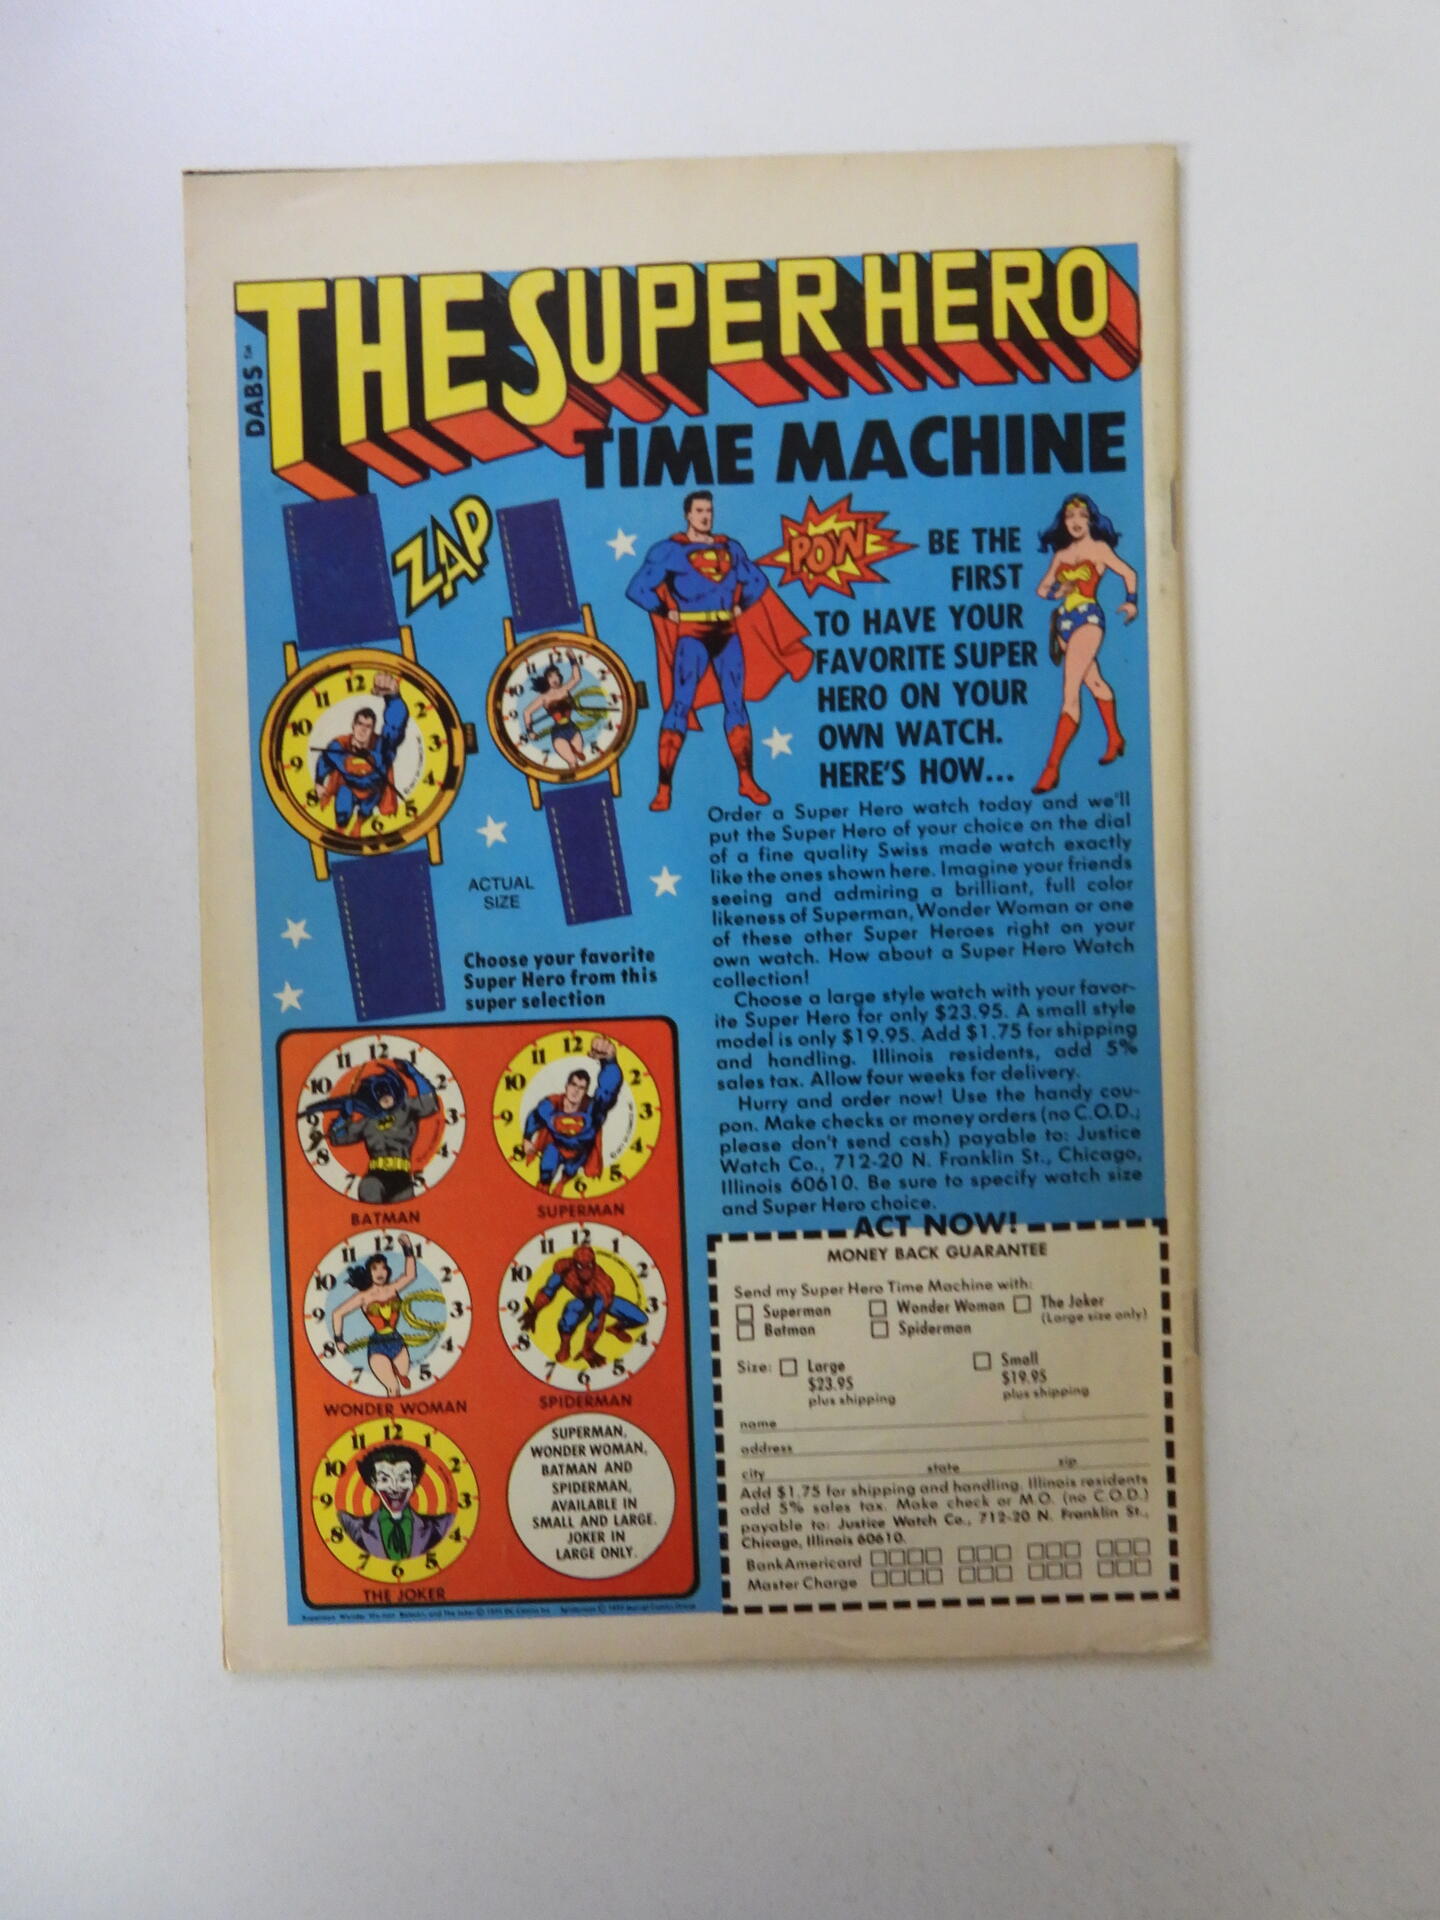 DABS™
THE SUPER HERO
TIME MACHINE
ZAP
POW
BE THE
FIRST
TO HAVE YOUR
FAVORITE SUPER
HERO ON YOUR
OWN WATCH.
HERE'S HOW...
ACTUAL
SIZE
Choose your favorite
Super Hero from this
super selection
BATMAN
SUPERMAN
WONDER WOMAN
SPIDERMAN
THE JOKER
SUPERMAN,
WONDER WOMAN,
BATMAN AND
SPIDERMAN,
AVAILABLE IN
SMALL AND LARGE.
JOKER IN
LARGE ONLY.
Order a Super Hero watch today and we'll
put the Super Hero of your choice on the dial
of a fine quality Swiss made watch exactly
like the ones shown here. Imagine your friends
seeing and admiring a brilliant, full color
likeness of Superman, Wonder Woman or one
of these other Super Heroes right on your
own watch. How about a Super Hero Watch
collection!
Choose a large style watch with your favor-
ite Super Hero for only $23.95. A small style
model is only $19.95. Add $1.75 for shipping
and handling. Illinois residents, add 5%
sales tax. Allow four weeks for delivery.
Hurry and order now! Use the handy cou-
pon. Make checks or money orders (no C.O.D.;
please don't send cash) payable to: Justice
Watch Co., 712-20 N. Franklin St., Chicago,
Illinois 60610. Be sure to specify watch size
and Super Hero choice.
ACT NOW!
MONEY BACK GUARANTEE
Send my Super Hero Time Machine with:
Superman Wonder Woman The Joker
(Large size only)
Batman Spiderman
Size: Large Small
$23.95 $19.95
plus shipping plus shipping
name
address
city state zip
Add $1.75 for shipping and handling. Illinois residents
add 5% sales tax. Make check or M.O. (no C.O.D.)
payable to: Justice Watch Co., 712-20 N. Franklin St.,
Chicago, Illinois 60610.
BankAmericard
Master Charge